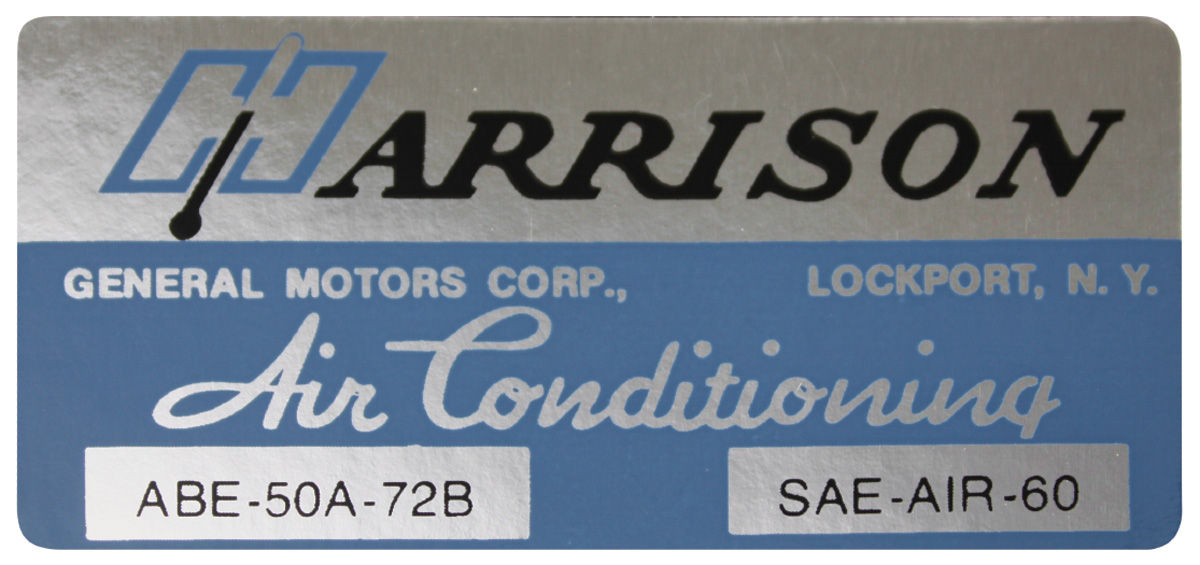 HARRISON
GENERAL MOTORS CORP., LOCKPORT, N. Y.
Air Conditioning
ABE-50A-72B SAE-AIR-60